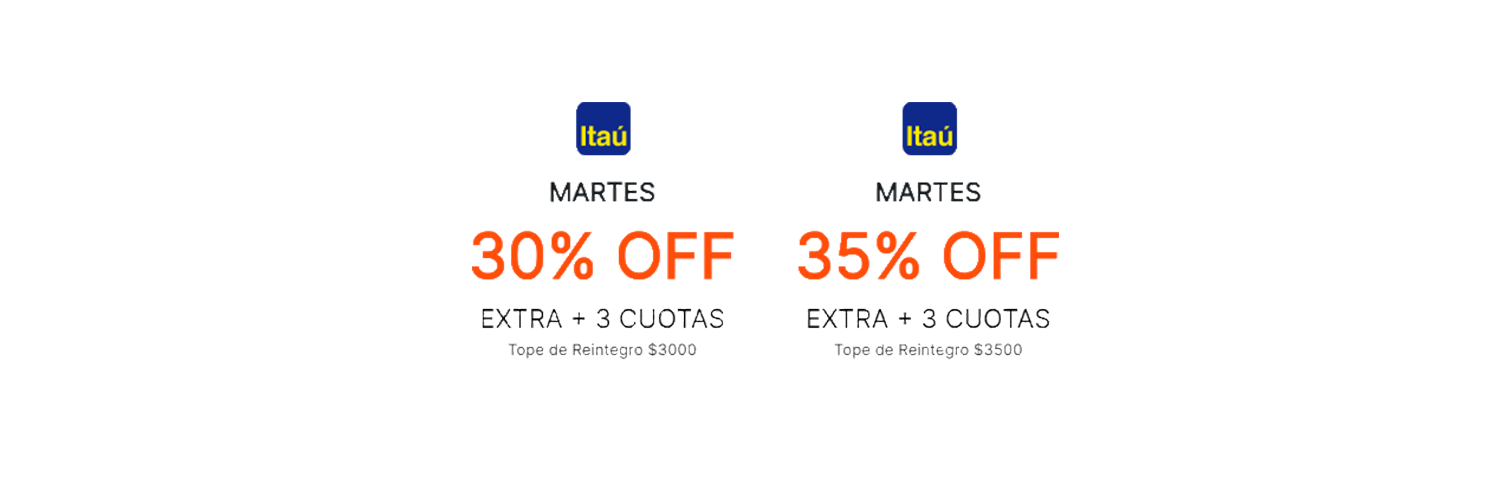 Itaú
MARTES
30% OFF
EXTRA + 3 CUOTAS
Tope de Reintegro $3000
Itaú
MARTES
35% OFF
EXTRA + 3 CUOTAS
Tope de Reintegro $3500